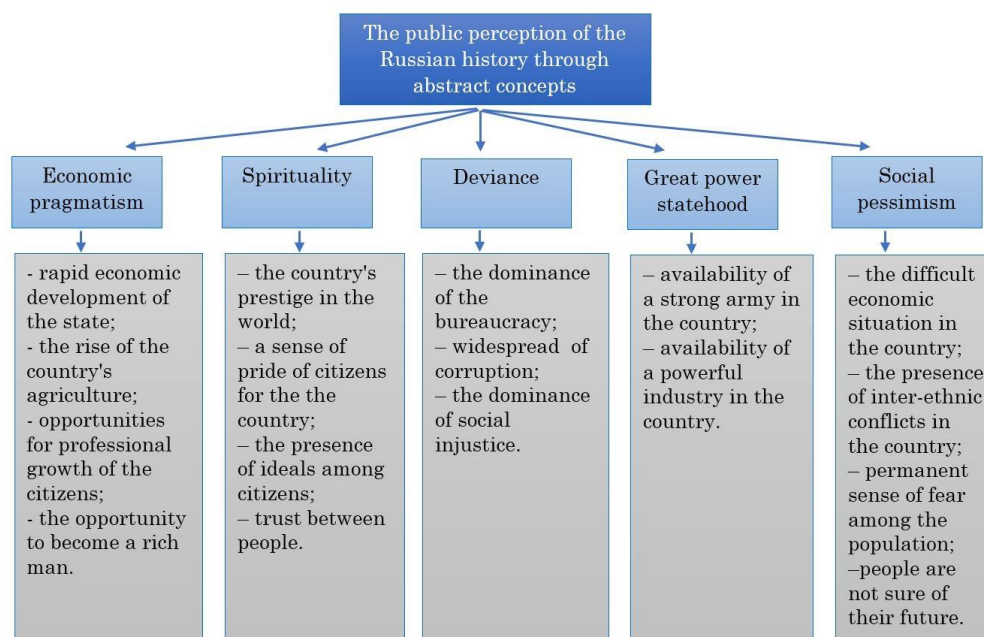 The public perception of the
Russian history through
abstract concepts
Economic
pragmatism
Spirituality
Deviance
Great power
statehood
Social
pessimism
- rapid economic
development of
the state;
- the rise of the
country's
agriculture;
- opportunities
for professional
growth of the
citizens;
- the opportunity
to become a rich
man.
– the country's
prestige in the
world;
– a sense of
pride of citizens
for the the
country;
– the presence
of ideals among
citizens;
– trust between
people.
– the dominance
of the
bureaucracy;
– widespread of
corruption;
– the dominance
of social
injustice.
– availability of
a strong army in
the country;
– availability of
a powerful
industry in the
country.
– the difficult
economic
situation in
the country;
– the presence
of inter-ethnic
conflicts in
the country;
– permanent
sense of fear
among the
population;
–people are
not sure of
their future.